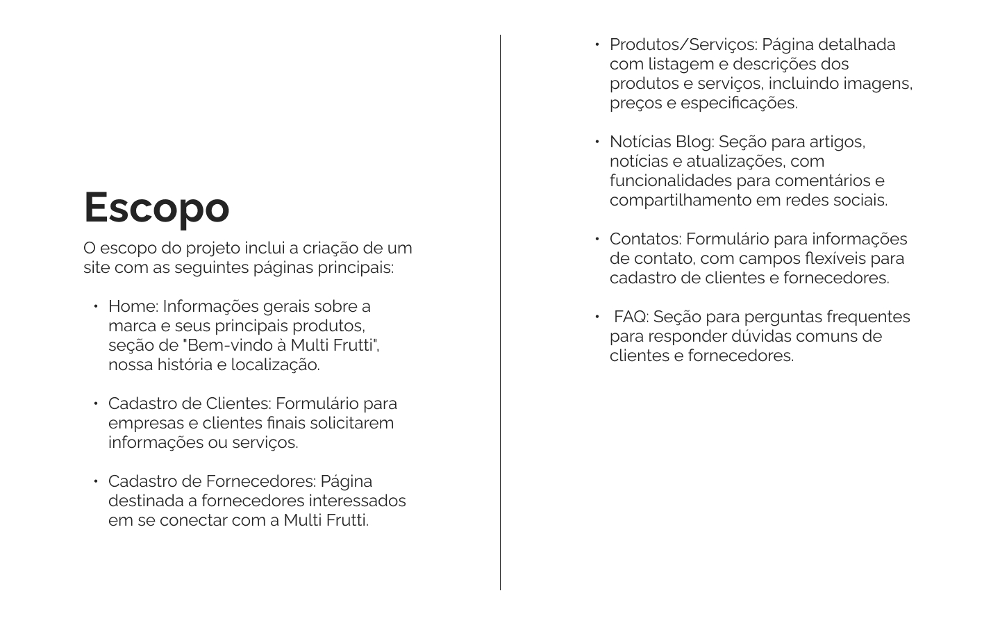 Escopo
O escopo do projeto inclui a criação de um
site com as seguintes páginas principais:
• Home: Informações gerais sobre a
marca e seus principais produtos,
seção de "Bem-vindo à Multi Frutti",
nossa história e localização.
• Cadastro de Clientes: Formulário para
empresas e clientes finais solicitarem
informações ou serviços.
• Cadastro de Fornecedores: Página
destinada a fornecedores interessados
em se conectar com a Multi Frutti.
• Produtos/Serviços: Página detalhada
com listagem e descrições dos
produtos e serviços, incluindo imagens,
preços e especificações.
• Notícias Blog: Seção para artigos,
notícias e atualizações, com
funcionalidades para comentários e
compartilhamento em redes sociais.
• Contatos: Formulário para informações
de contato, com campos flexíveis para
cadastro de clientes e fornecedores.
• FAQ: Seção para perguntas frequentes
para responder dúvidas comuns de
clientes e fornecedores.